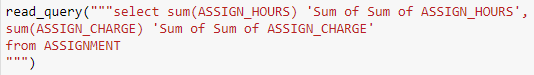 read_query("""select sum(ASSIGN_HOURS) 'Sum of Sum of ASSIGN_HOURS',
sum(ASSIGN_CHARGE) 'Sum of Sum of ASSIGN_CHARGE'
from ASSIGNMENT
""")